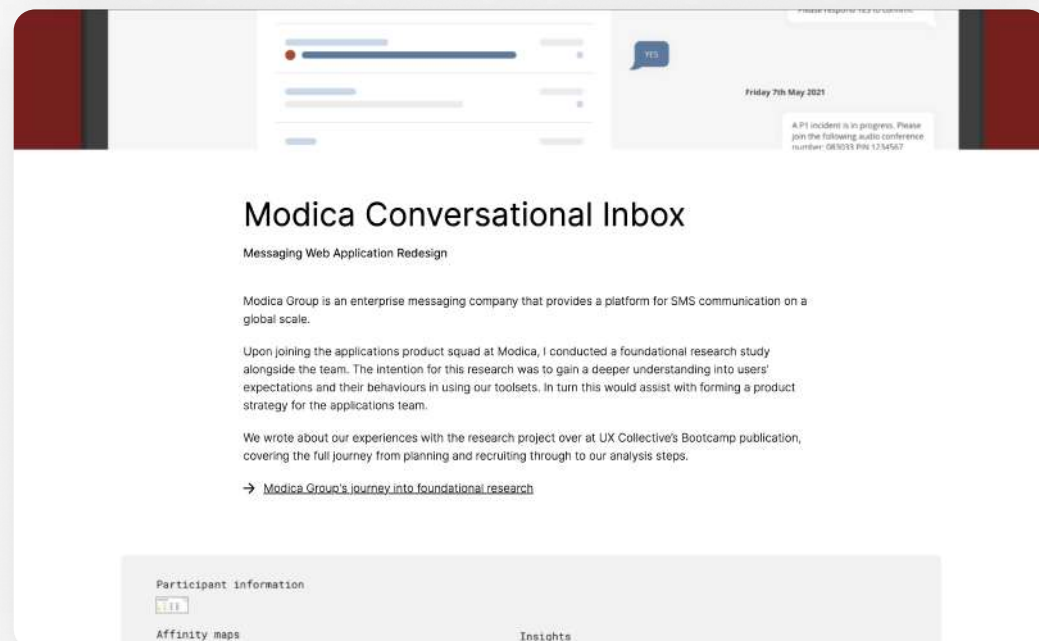 Please respond YES to confirm.
YES
Friday 7th May 2021
A P1 incident is in progress. Please
join the following audio conference
number: 083033 PIN 1234567
Modica Conversational Inbox
Messaging Web Application Redesign
Modica Group is an enterprise messaging company that provides a platform for SMS communication on a
global scale.
Upon joining the applications product squad at Modica, I conducted a foundational research study
alongside the team. The intention for this research was to gain a deeper understanding into users'
expectations and their behaviours in using our toolsets. In turn this would assist with forming a product
strategy for the applications team.
We wrote about our experiences with the research project over at UX Collective's Bootcamp publication,
covering the full journey from planning and recruiting through to our analysis steps.
→ Modica Group's journey into foundational research
Participant information
Affinity maps
Insights